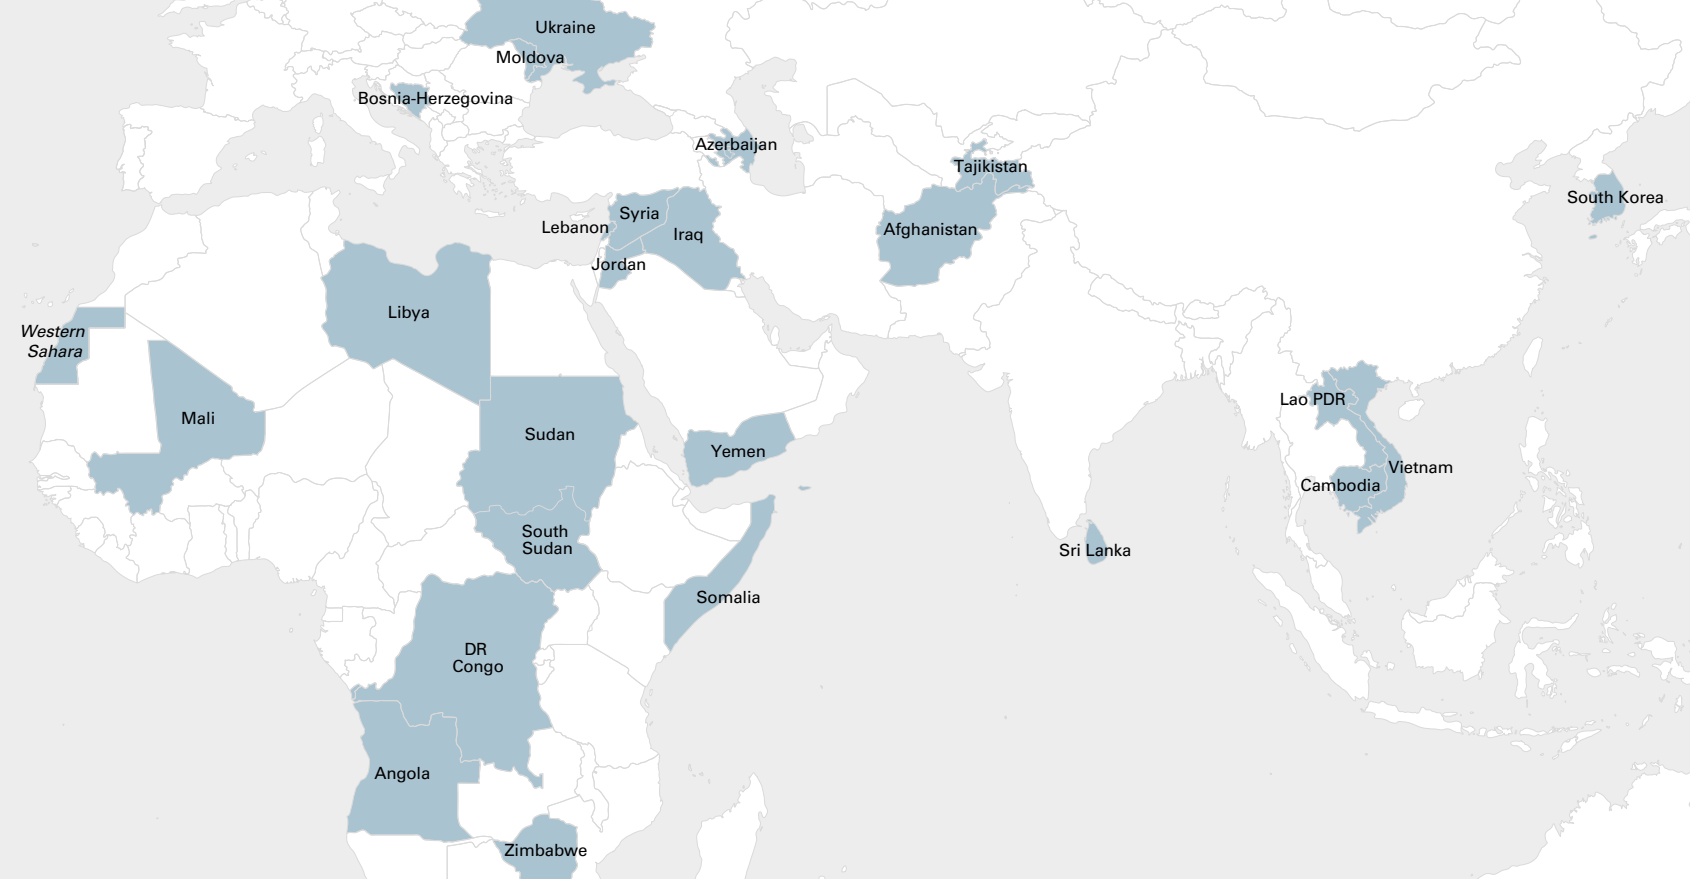 Ukraine
Moldova
Bosnia-Herzegovina
Azerbaijan
Tajikistan
South Korea
Syria
Lebanon
Iraq
Afghanistan
Jordan
Libya
Western
Sahara
Lao PDR
Mali
Sudan
Yemen
Vietnam
Cambodia
South
Sudan
Sri Lanka
Somalia
DR
Congo
Angola
Zimbabwe